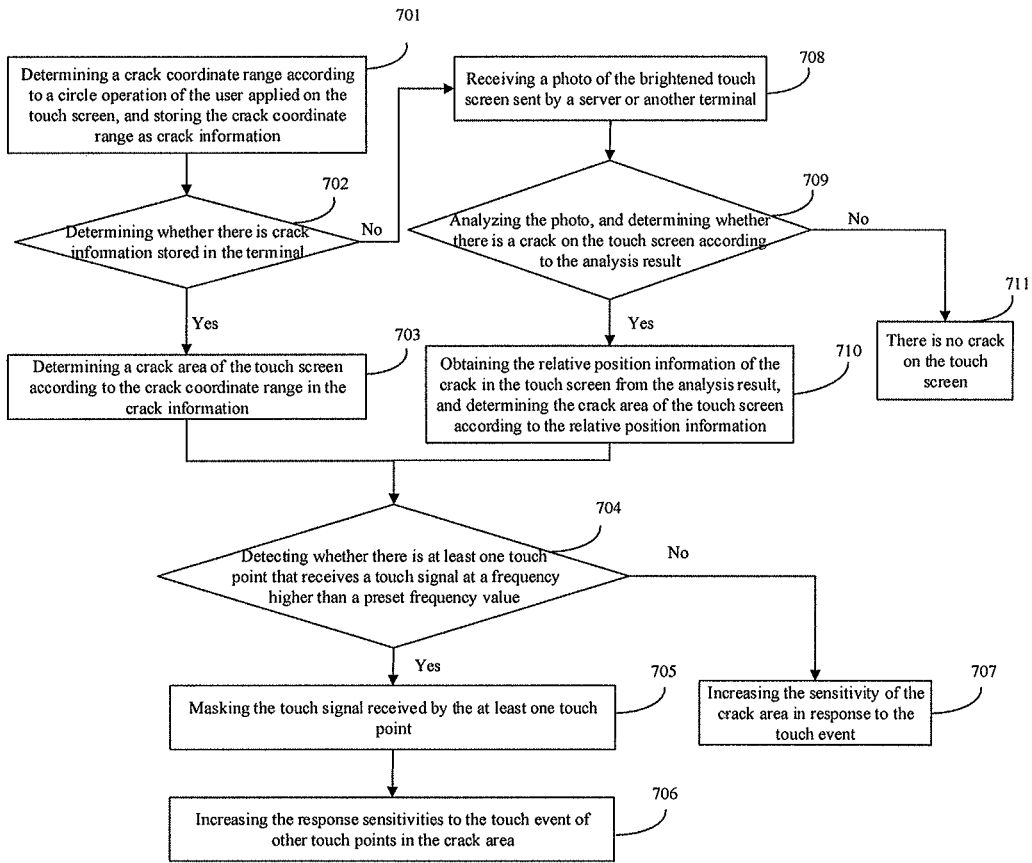 701
Determining a crack coordinate range according
to a circle operation of the user applied on the
touch screen, and storing the crack coordinate
range as crack information
702
Determining whether there is crack
information stored in the terminal
No
Yes
703
Determining a crack area of the touch screen
according to the crack coordinate range in the
crack information
708
Receiving a photo of the brightened touch
screen sent by a server or another terminal
709
Analyzing the photo, and determining whether
there is a crack on the touch screen according
to the analysis result
No
Yes
711
There is no crack
on the touch
screen
710
Obtaining the relative position information of the
crack in the touch screen from the analysis result,
and determining the crack area of the touch screen
according to the relative position information
704
Detecting whether there is at least one touch
point that receives a touch signal at a frequency
higher than a preset frequency value
No
Yes
705
Masking the touch signal received by the at least one touch
point
707
Increasing the sensitivity of the
crack area in response to the
touch event
706
Increasing the response sensitivities to the touch event of
other touch points in the crack area